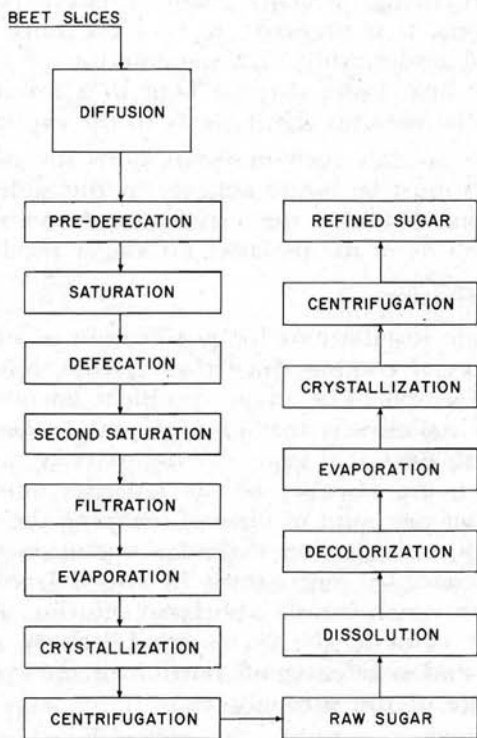 BEET SLICES
DIFFUSION
PRE-DEFECATION
SATURATION
DEFECATION
SECOND SATURATION
FILTRATION
EVAPORATION
CRYSTALLIZATION
CENTRIFUGATION
RAW SUGAR
DISSOLUTION
DECOLORIZATION
EVAPORATION
CRYSTALLIZATION
CENTRIFUGATION
REFINED SUGAR